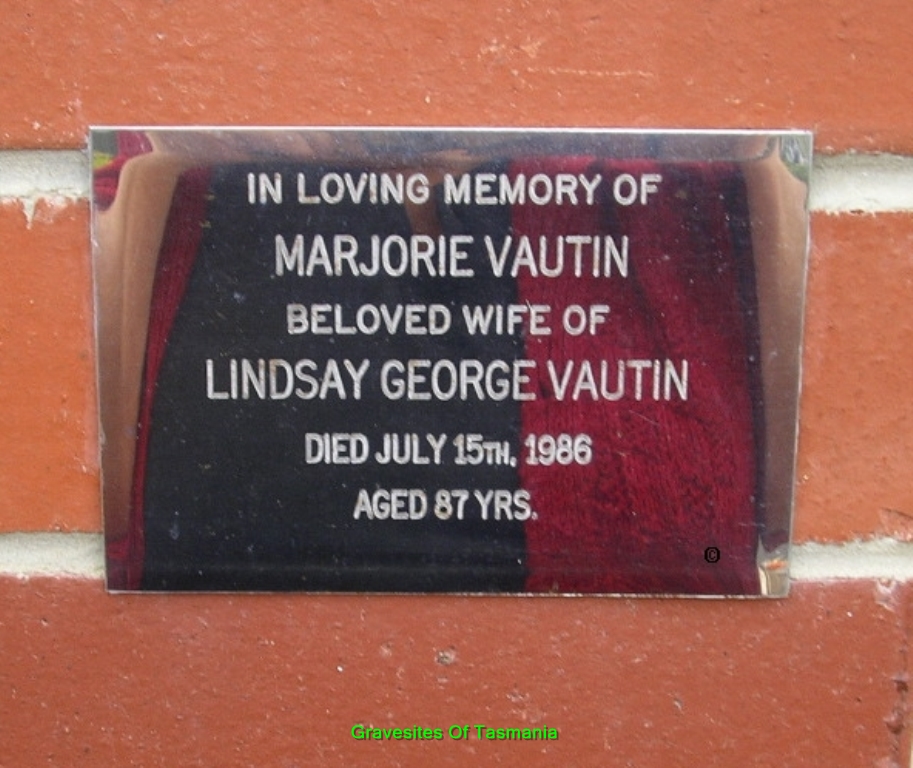 IN LOVING MEMORY OF
MARJORIE VAUTIN
BELOVED WIFE OF
LINDSAY GEORGE VAUTIN
DIED JULY 15TH, 1986
AGED 87 YRS.
©
Gravesites Of Tasmania